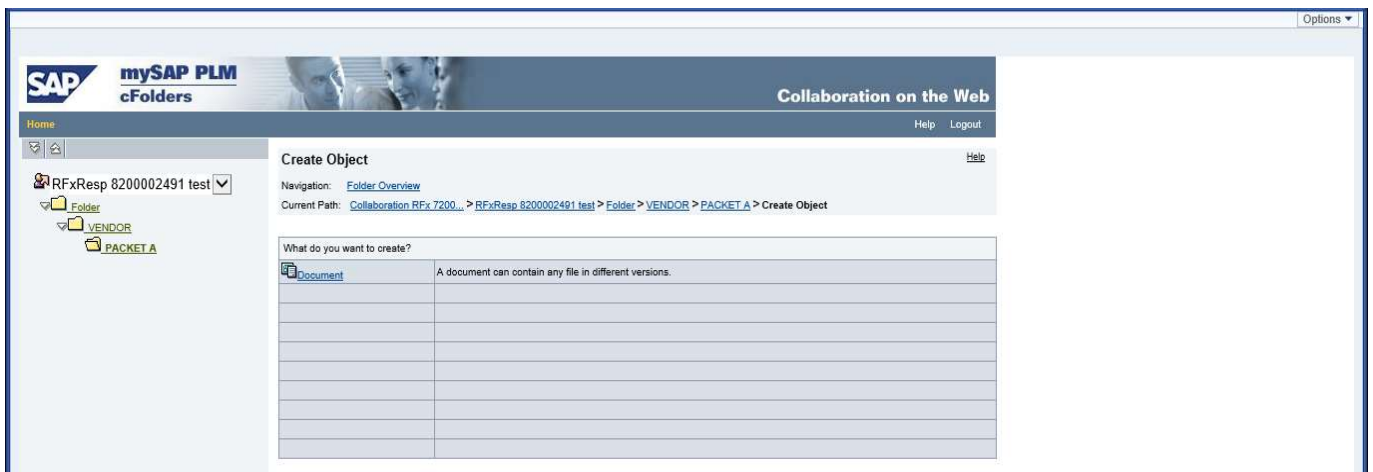 Options
SAP
mySAP PLM
cFolders
Collaboration on the Web
Home
Help Logout
RFxResp 8200002491 test
Folder
VENDOR
PACKET A
Create Object
Help
Navigation: Folder Overview
Current Path: Collaboration RFx 7200... > RFxResp 8200002491 test > Folder > VENDOR > PACKET A > Create Object
What do you want to create?
Document A document can contain any file in different versions.